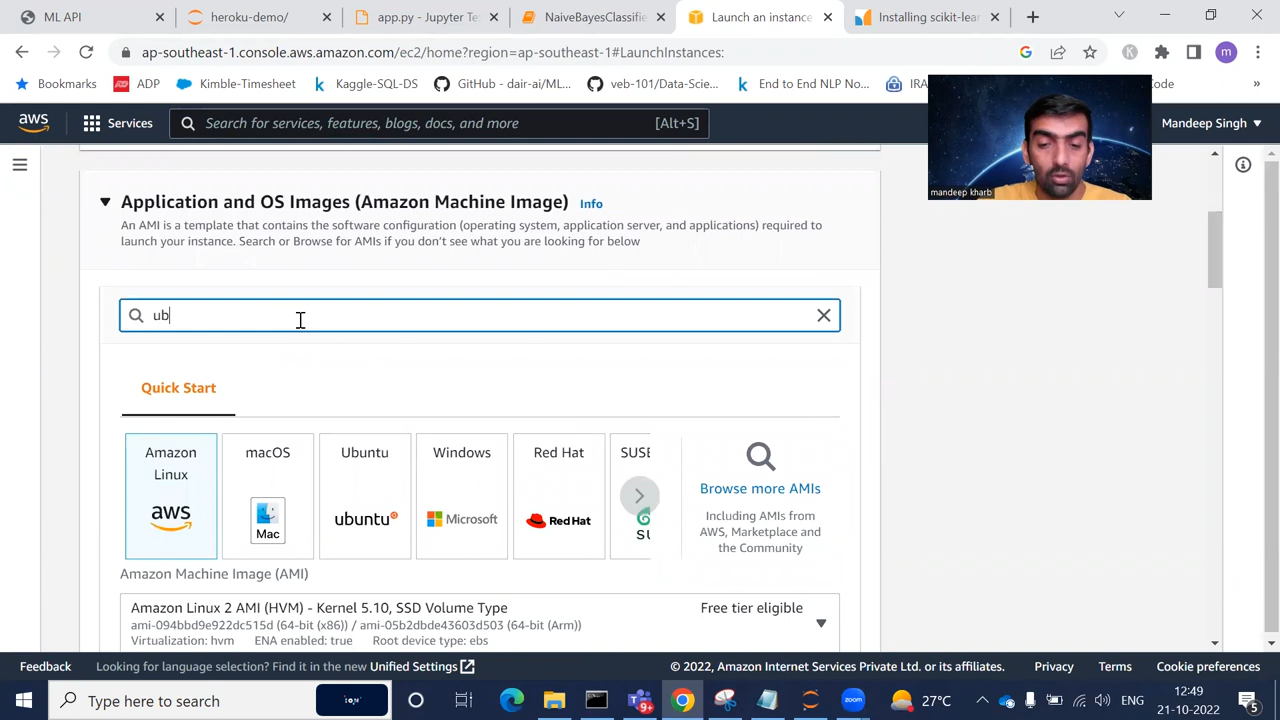 ML API
heroku-demo/
app.py - Jupyter Te
NaiveBayesClassifie
Launch an instance
Installing scikit-lear
ap-southeast-1.console.aws.amazon.com/ec2/home?region=ap-southeast-1#LaunchInstances:
m
Bookmarks
ADP
Kimble-Timesheet
Kaggle-SQL-DS
GitHub - dair-ai/ML...
veb-101/Data-Scie...
End to End NLP No...
IRA
Code
aws
Services
Search for services, features, blogs, docs, and more
[Alt+S]
Mandeep Singh
mandeep kharb
Application and OS Images (Amazon Machine Image) Info
An AMI is a template that contains the software configuration (operating system, application server, and applications) required to
launch your instance. Search or Browse for AMIs if you don't see what you are looking for below
ub
Quick Start
Amazon
Linux
aws
macOS
Mac
Ubuntu
ubuntu
Windows
Microsoft
Red Hat
Red Hat
SUSE
SU
Browse more AMIs
Including AMIs from
AWS, Marketplace and
the Community
Amazon Machine Image (AMI)
Amazon Linux 2 AMI (HVM) - Kernel 5.10, SSD Volume Type
Free tier eligible
ami-094bbd9e922dc515d (64-bit (x86)) / ami-05b2dbde43603d503 (64-bit (Arm))
Virtualization: hvm ENA enabled: true Root device type: ebs
Feedback
Looking for language selection? Find it in the new Unified Settings
© 2022, Amazon Internet Services Private Ltd. or its affiliates.
Privacy
Terms
Cookie preferences
Type here to search
9+
27°C
ENG
12:49
21-10-2022
5